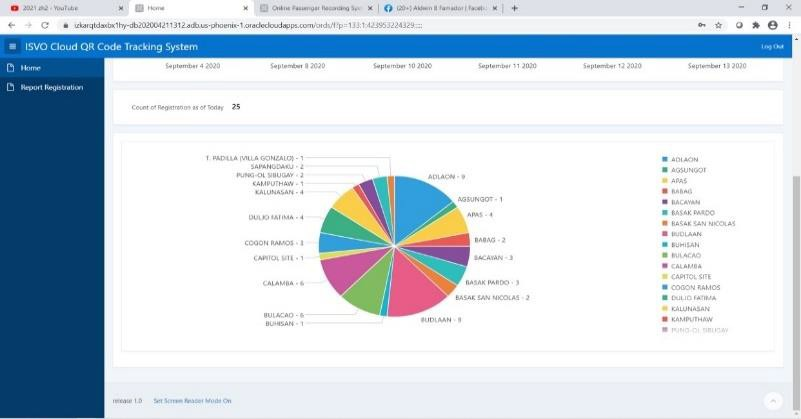 2021 zh2 - YouTube
Home
Online Passenger Recording Syst
(20+) Aldwin B Famador | Facebo
izkarqtdaxbx1hy-db202004211312.adb.us-phoenix-1.oraclecloudapps.com/ords/f?p=133:1:423953224329:::::
ISVO Cloud QR Code Tracking System
Log Out
Home
Report Registration
September 4 2020
September 8 2020
September 10 2020
September 11 2020
September 12 2020
September 13 2020
Count of Registration as of Today 25
T. PADILLA (VILLA GONZALO) - 1
SAPANGDAKU - 2
PUNG-OL SIBUGAY - 2
KAMPUTHAW - 1
KALUNASAN - 4
DULJO FATIMA - 4
COGON RAMOS - 3
CAPITOL SITE - 1
CALAMBA - 6
BULACAO - 6
BUHISAN - 1
ADLAON - 9
AGSUNGOT - 1
APAS - 4
BABAG - 2
BACAYAN - 3
BASAK PARDO - 3
BASAK SAN NICOLAS - 2
BUDLAAN - 9
ADLAON
AGSUNGOT
APAS
BABAG
BACAYAN
BASAK PARDO
BASAK SAN NICOLAS
BUDLAAN
BUHISAN
BULACAO
CALAMBA
CAPITOL SITE
COGON RAMOS
DULJO FATIMA
KALUNASAN
KAMPUTHAW
PUNG-OL SIBUGAY
release 1.0 Set Screen Reader Mode On